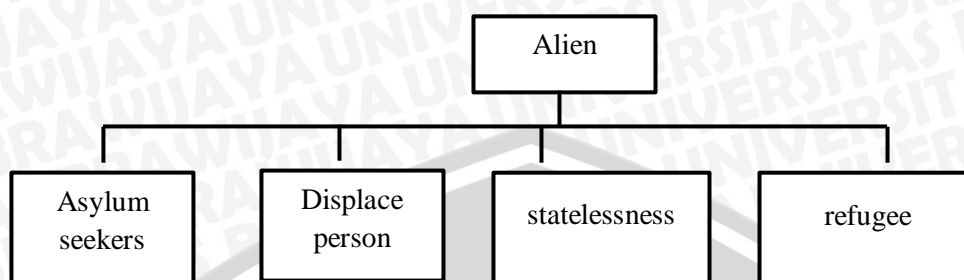 Alien
Asylum
seekers
Displace
person
statelessness
refugee